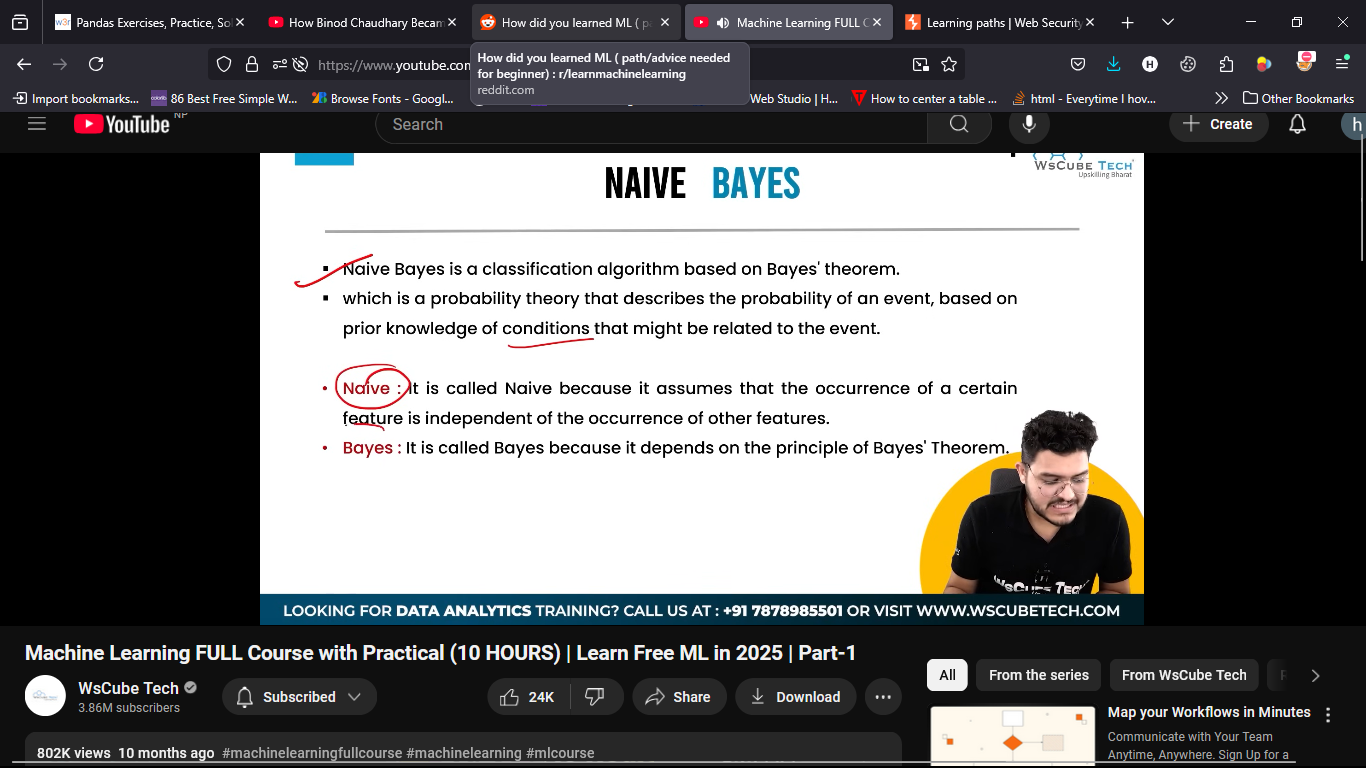 Pandas Exercises, Practice, Sol
How Binod Chaudhary Becam
How did you learned ML ( pa
Machine Learning FULL C
Learning paths | Web Security
https://www.youtube.com
How did you learned ML ( path/advice needed
for beginner) : r/learnmachinelearning
reddit.com
Import bookmarks...
86 Best Free Simple W...
Browse Fonts - Googl...
Web Studio | H...
How to center a table ...
html - Everytime I hov...
Other Bookmarks
YouTube NP
Search
Create
h
WsCube Tech
Upskilling Bharat
NAIVE BAYES
▪ Naive Bayes is a classification algorithm based on Bayes' theorem.
▪ which is a probability theory that describes the probability of an event, based on
prior knowledge of conditions that might be related to the event.
• Naive : It is called Naive because it assumes that the occurrence of a certain
feature is independent of the occurrence of other features.
• Bayes : It is called Bayes because it depends on the principle of Bayes' Theorem.
WsCube Tech
LOOKING FOR DATA ANALYTICS TRAINING? CALL US AT : +91 7878985501 OR VISIT WWW.WSCUBETECH.COM
Machine Learning FULL Course with Practical (10 HOURS) | Learn Free ML in 2025 | Part-1
WsCube Tech
3.86M subscribers
Subscribed
24K
Share
Download
802K views 10 months ago #machinelearningfullcourse #machinelearning #mlcourse
All
From the series
From WsCube Tech
Map your Workflows in Minutes
Communicate with Your Team
Anytime, Anywhere. Sign Up for a